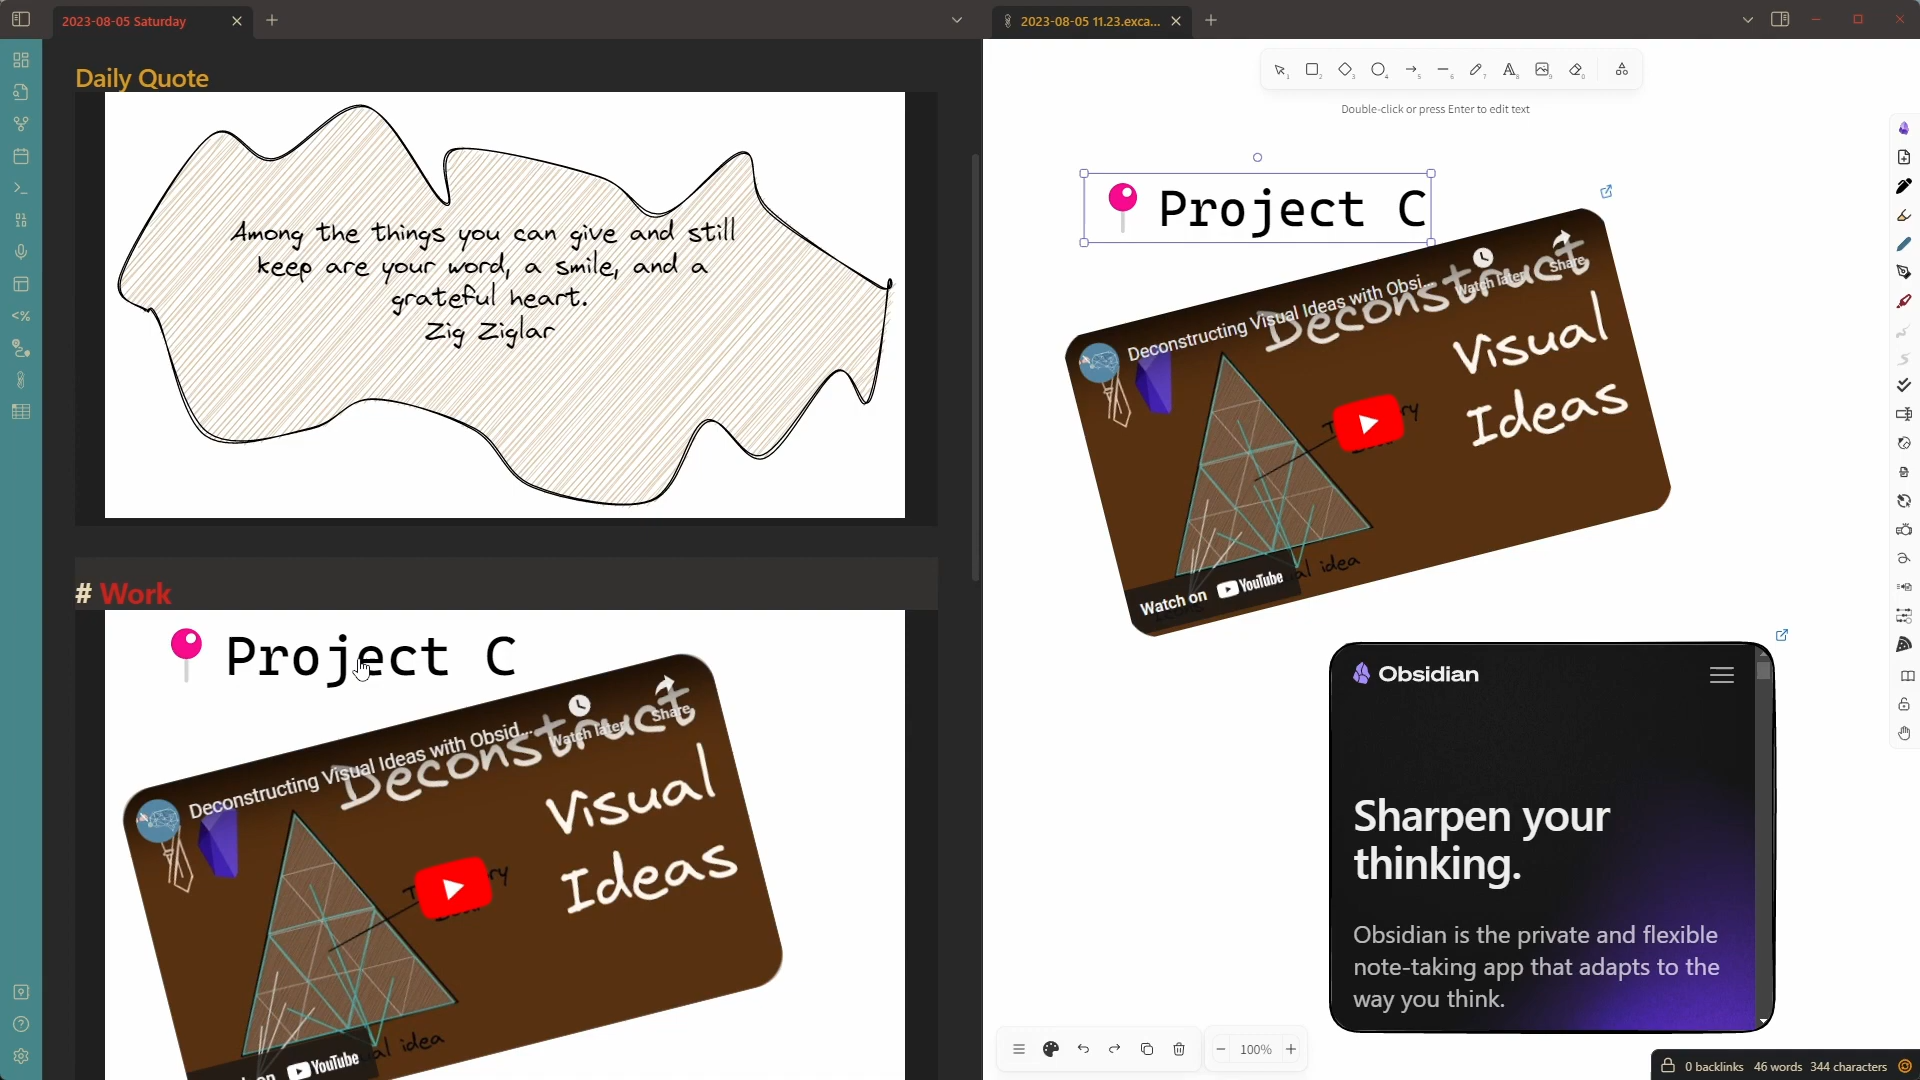 2023-08-05 Saturday
2023-08-05 11.23.exca...
Daily Quote
Among the things you can give and still
keep are your word, a smile, and a
grateful heart.
Zig Ziglar
# Work
Project C
Deconstructing Visual Ideas with Obsid...
Watch later
Share
Deconstruct
Visual
Ideas
YouTube
Double-click or press Enter to edit text
Project C
Deconstructing Visual Ideas with Obsi...
Watch later
Share
Deconstruct
Visual
Ideas
idea
Watch on YouTube
Obsidian
Sharpen your
thinking.
Obsidian is the private and flexible
note-taking app that adapts to the
way you think.
100%
0 backlinks 46 words 344 characters